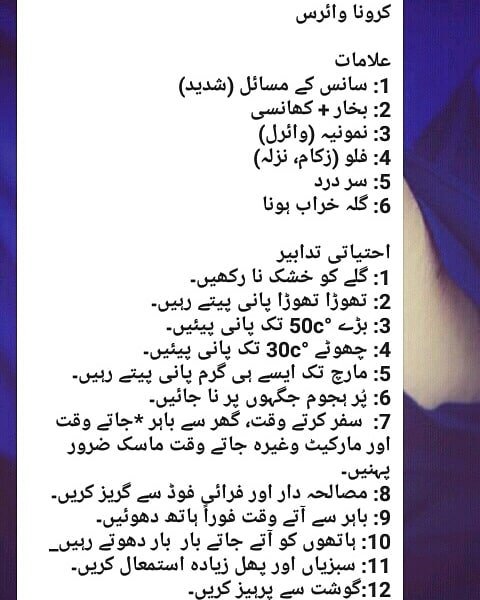 کرونا وائرس
علامات
1: سانس کے مسائل (شدید)
2: بخار + کھانسی
3: نمونیہ (وائرل)
4: فلو (زکام، نزلہ)
5: سر درد
6: گلہ خراب ہونا
احتیاتی تدابیر
1: گلے کو خشک نا رکھیں۔
2: تھوڑا تھوڑا پانی پیتے رہیں۔
3: بڑے 50c° تک پانی پیئیں۔
4: چھوٹے 30c° تک پانی پیئیں۔
5: مارچ تک ایسے ہی گرم پانی پیتے رہیں۔
6: پُر ہجوم جگہوں پر نا جائیں۔
7: سفر کرتے وقت، گھر سے باہر *جاتے وقت
اور مارکیٹ وغیرہ جاتے وقت ماسک ضرور
پہنیں۔
8: مصالحہ دار اور فرائی فوڈ سے گریز کریں۔
9: باہر سے آتے وقت فوراً ہاتھ دھوئیں۔
10: ہاتھوں کو آتے جاتے بار بار دھوتے رہیں_
11: سبزیاں اور پھل زیادہ استمعال کریں۔
12:گوشت سے پرہیز کریں۔